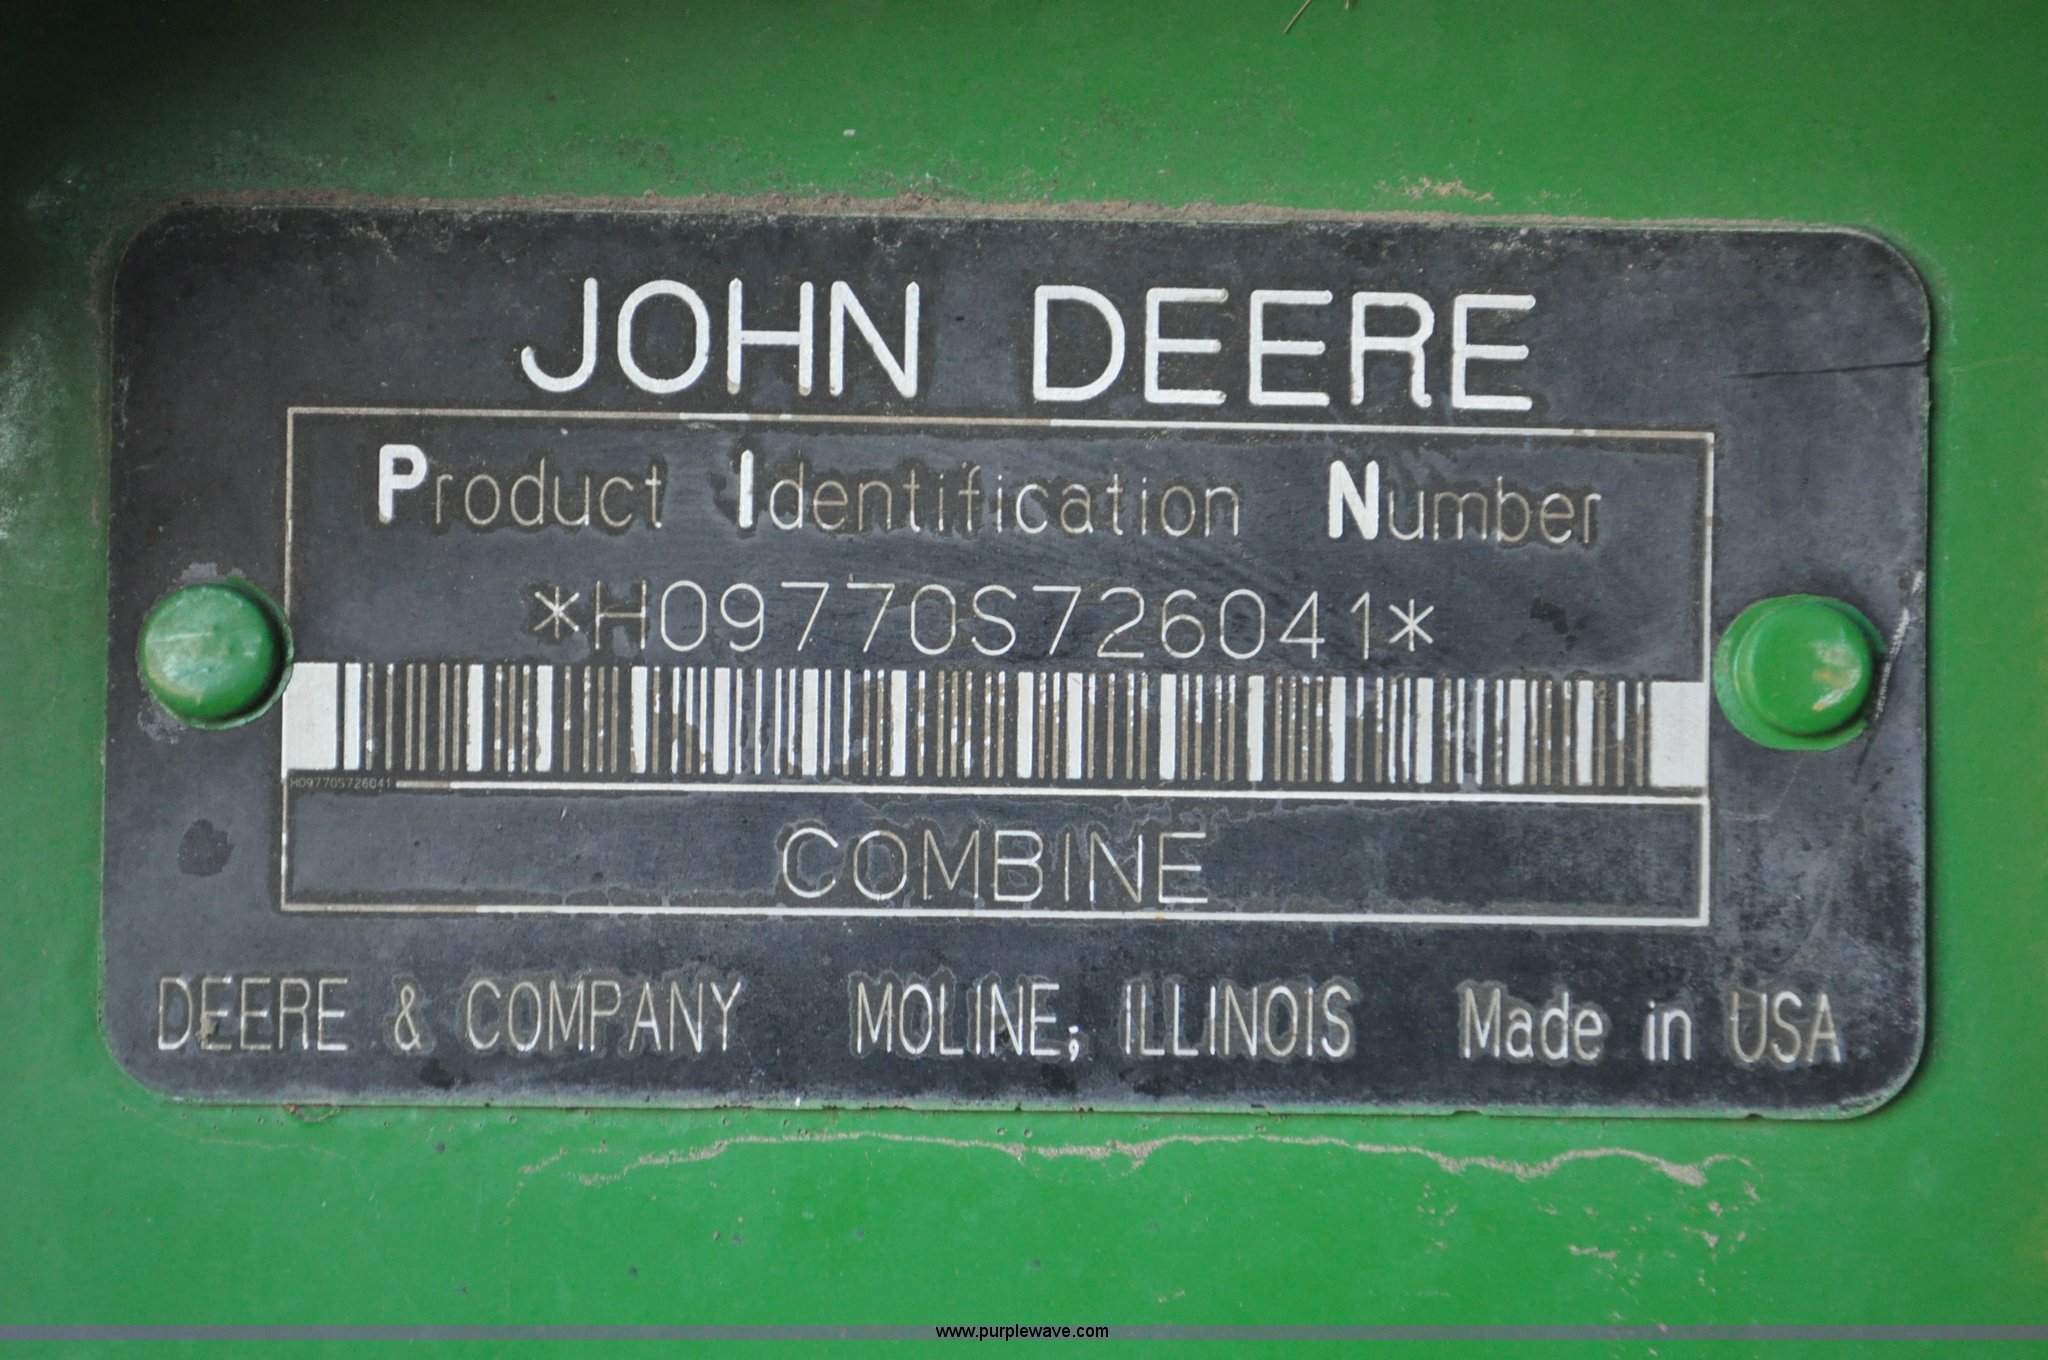 JOHN DEERE
Product Identification Number
*H09770S726041*
H09770S726041
COMBINE
DEERE & COMPANY MOLINE, ILLINOIS Made in USA
www.purplewave.com